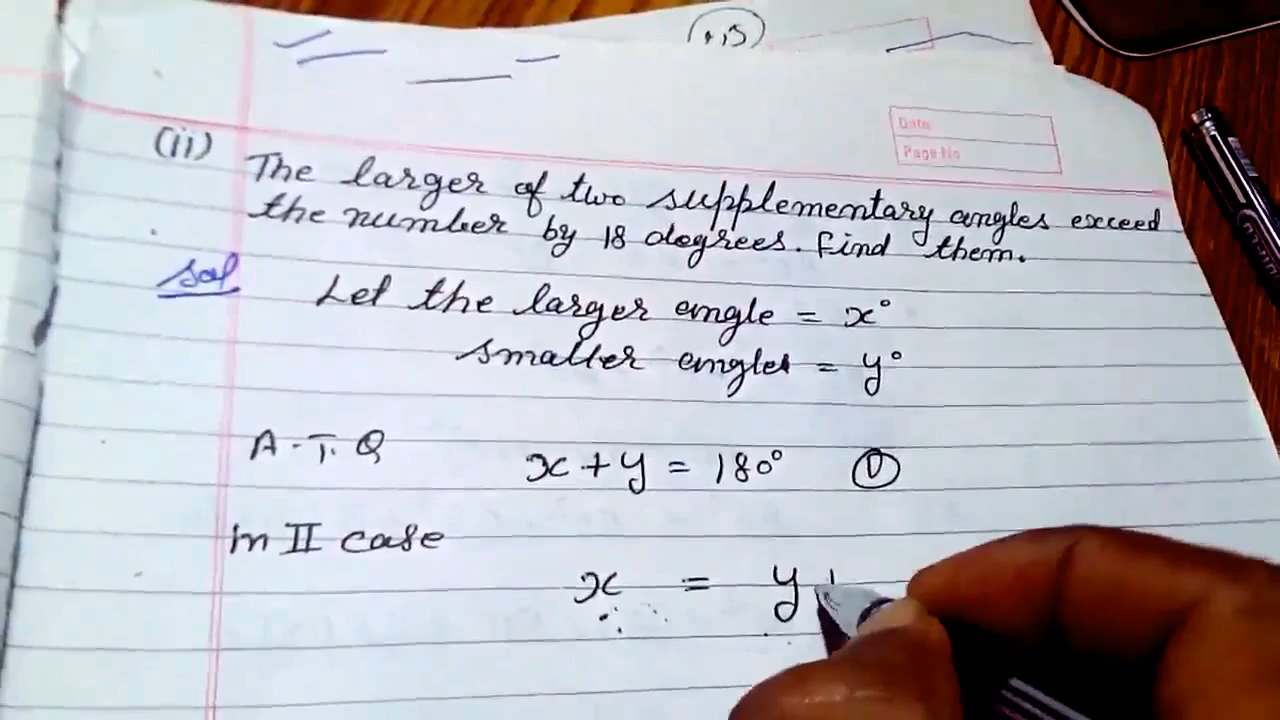 (ii) The larger of two supplementary angles exceed
the number by 18 degrees. Find them.
Sol Let the larger angle = x°
smaller angles = y°
A.T.Q x + y = 180° ①
in II case
x = y
Date
Page No